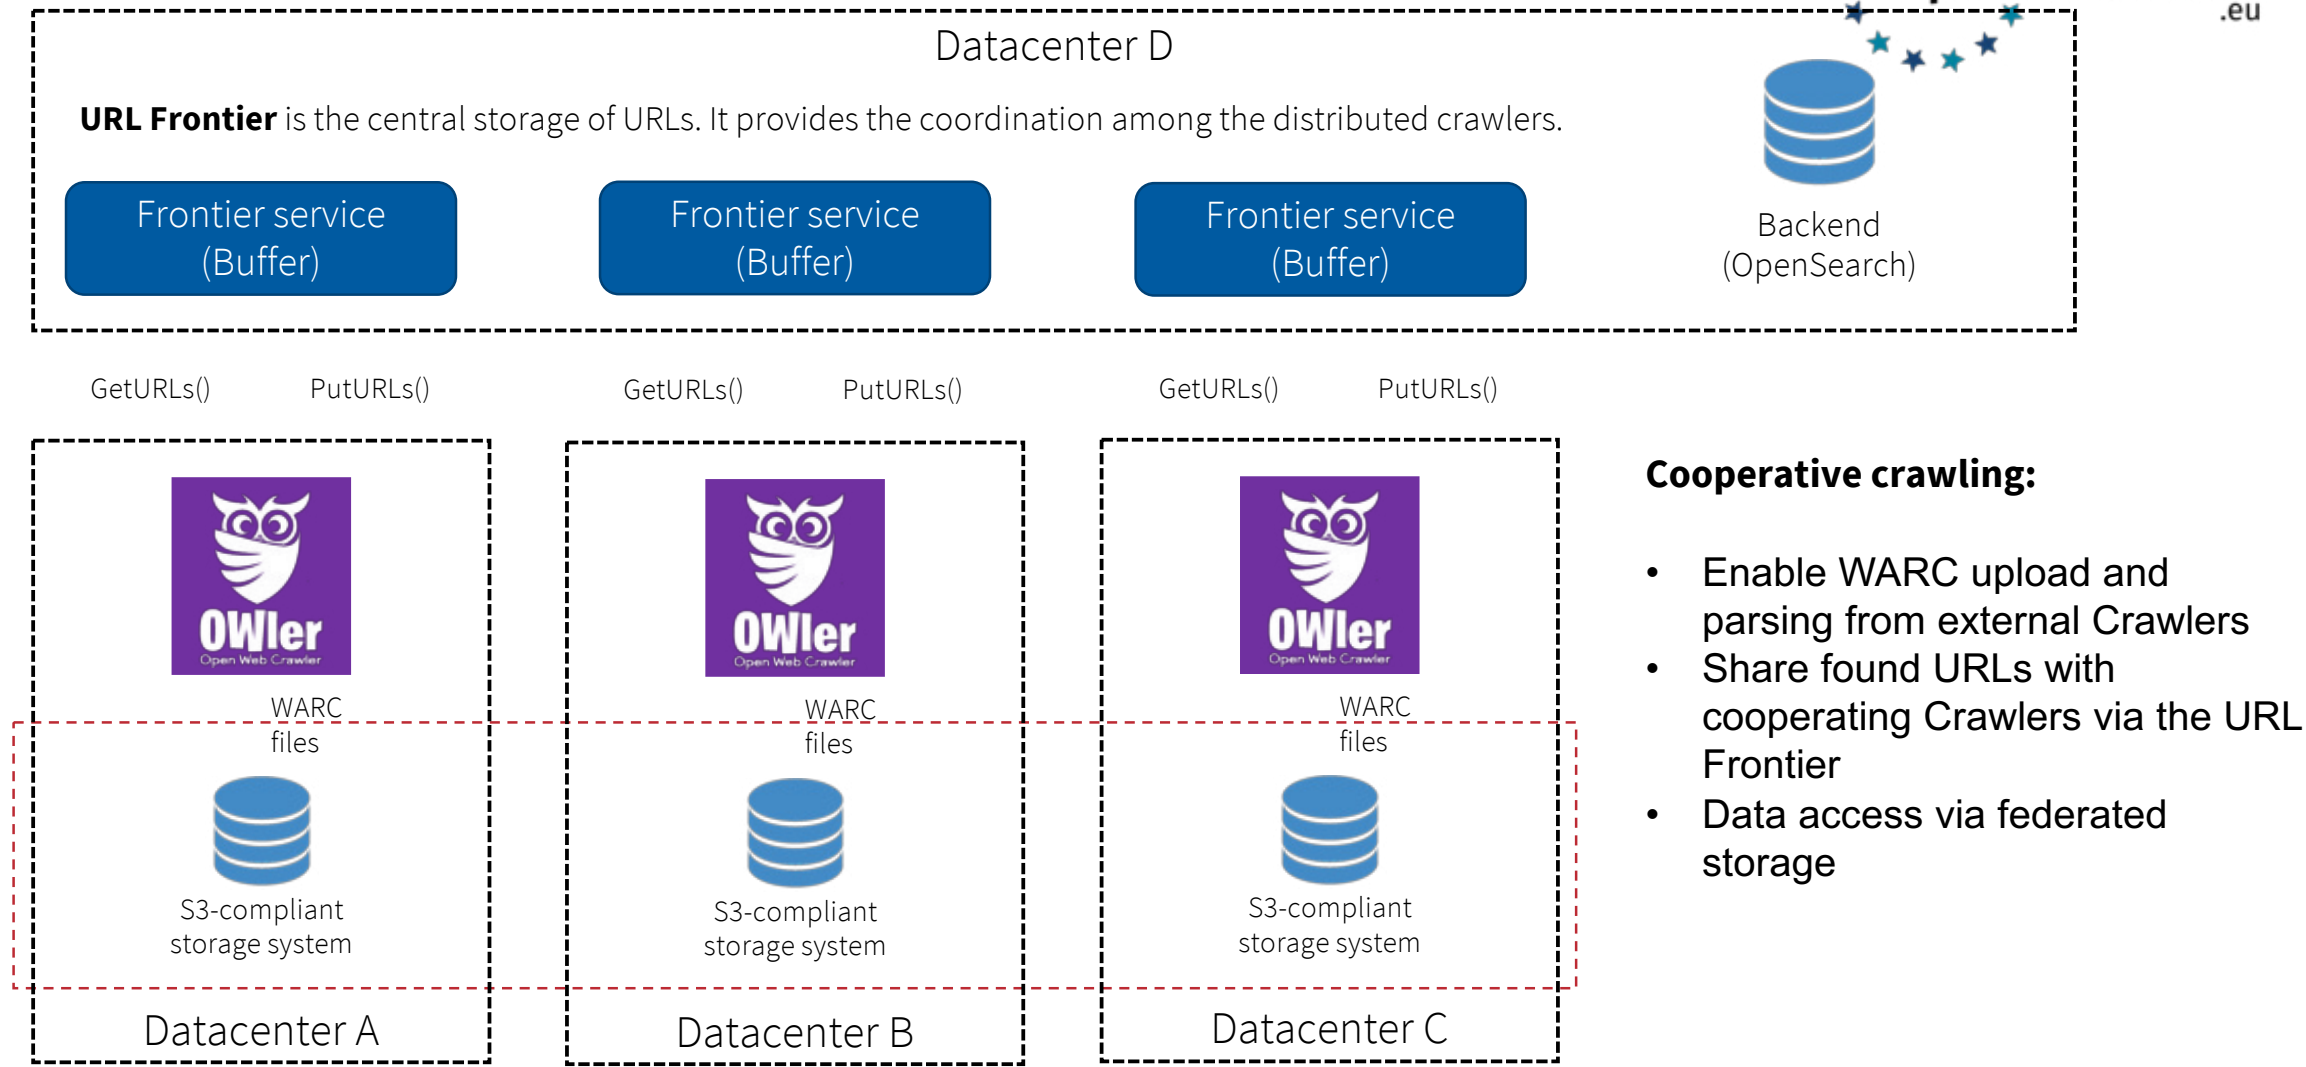 .eu
Datacenter D
URL Frontier is the central storage of URLs. It provides the coordination among the distributed crawlers.
Frontier service
(Buffer)
Frontier service
(Buffer)
Frontier service
(Buffer)
Backend
(OpenSearch)
GetURLs() PutURLs()
GetURLs() PutURLs()
GetURLs() PutURLs()
OWler
Open Web Crawler
WARC
files
S3-compliant
storage system
Datacenter A
OWler
Open Web Crawler
WARC
files
S3-compliant
storage system
Datacenter B
OWler
Open Web Crawler
WARC
files
S3-compliant
storage system
Datacenter C
Cooperative crawling:
• Enable WARC upload and
parsing from external Crawlers
• Share found URLs with
cooperating Crawlers via the URL
Frontier
• Data access via federated
storage